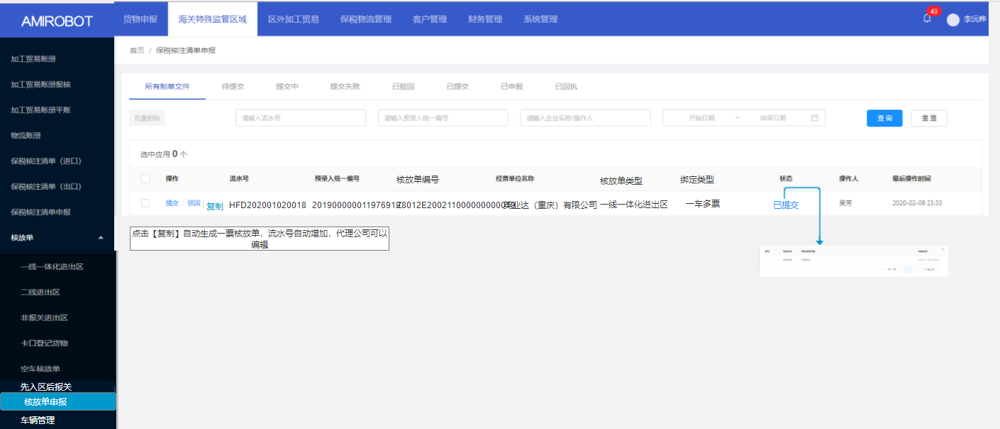 AMIROBOT
货物申报
海关特殊监管区域
区外加工贸易
保税物流管理
客户管理
财务管理
系统管理
43
李沅桦
首页 / 保税核注清单申报
加工贸易账册
加工贸易账册报核
加工贸易账册平账
物流账册
保税核注清单（进口）
保税核注清单（出口）
保税核注清单申报
核放单
一线一体化进出区
二线进出区
非报关进出区
卡口登记货物
空车核放单
先入区后报关
核放单申报
车辆管理
所有制单文件
待提交
提交中
提交失败
已驳回
已提交
已申报
已回执
批量删除
请输入流水号
请输入预录入统一编号
请输入企业名称/操作人
开始日期 ~ 结束日期
查 询
重 置
选中应用 0 个
操作
流水号
预录入统一编号
核放单编号
经营单位名称
核放单类型
绑定类型
状态
操作人
最后操作时间
提交 | 驳回 | 复制
HFD202001020018
业达（重庆）有限公司
一线一体化进出区
一车多票
已提交
吴芳
2020-02-09 23:33
点击【复制】自动生成一票核放单，流水号自动增加，代理公司可以
编辑